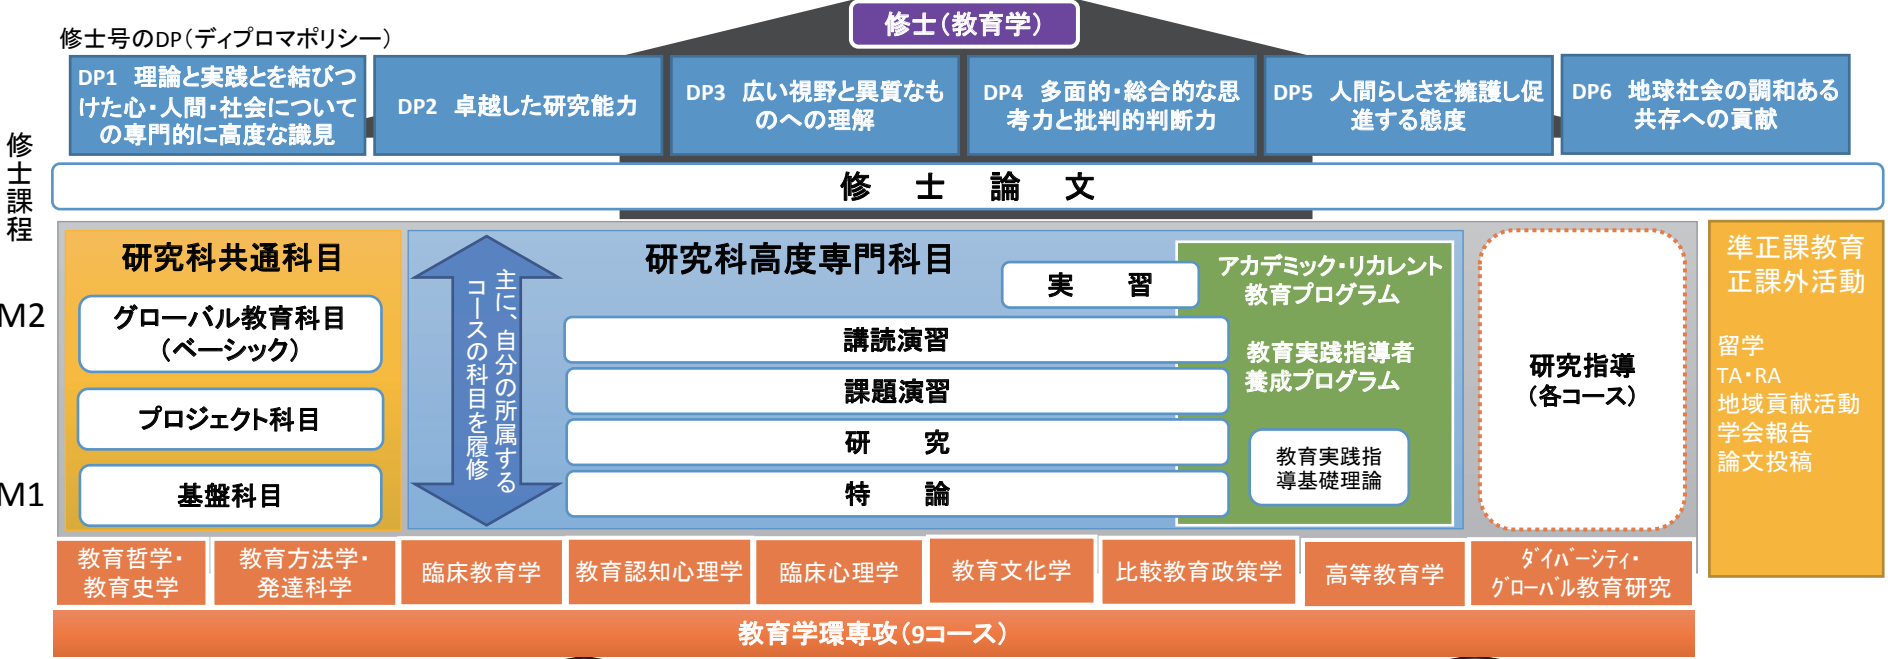 修士（教育学）
修士号のDP（ディプロマポリシー）
DP1 理論と実践とを結びつ
けた心・人間・社会について
の専門的に高度な識見
DP2 卓越した研究能力
DP3 広い視野と異質なも
のへの理解
DP4 多面的・総合的な思
考力と批判的判断力
DP5 人間らしさを擁護し促
進する態度
DP6 地球社会の調和ある
共存への貢献
修士課程
修 士 論 文
M2
M1
研究科共通科目
グローバル教育科目
（ベーシック）
プロジェクト科目
基盤科目
主に、自分の所属する
コースの科目を履修
研究科高度専門科目
実 習
講読演習
課題演習
研 究
特 論
アカデミック・リカレント
教育プログラム
教育実践指導者
養成プログラム
教育実践指
導基礎理論
研究指導
（各コース）
準正課教育
正課外活動
留学
TA・RA
地域貢献活動
学会報告
論文投稿
教育哲学・
教育史学
教育方法学・
発達科学
臨床教育学
教育認知心理学
臨床心理学
教育文化学
比較教育政策学
高等教育学
ﾀﾞｲﾊﾞｰｼﾃｨ・
ｸﾞﾛｰﾊﾞﾙ教育研究
教育学環専攻（9コース）